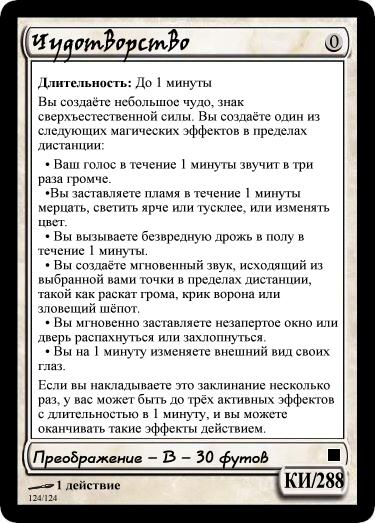 Чудотворство 0
Длительность: До 1 минуты
Вы создаёте небольшое чудо, знак
сверхъестественной силы. Вы создаёте один из
следующих магических эффектов в пределах
дистанции:
• Ваш голос в течение 1 минуты звучит в три
раза громче.
•Вы заставляете пламя в течение 1 минуты
мерцать, светить ярче или тусклее, или изменять
цвет.
• Вы вызываете безвредную дрожь в полу в
течение 1 минуты.
• Вы создаёте мгновенный звук, исходящий из
выбранной вами точки в пределах дистанции,
такой как раскат грома, крик ворона или
зловещий шёпот.
• Вы мгновенно заставляете незапертое окно или
дверь распахнуться или захлопнуться.
• Вы на 1 минуту изменяете внешний вид своих
глаз.
Если вы накладываете это заклинание несколько
раз, у вас может быть до трёх активных эффектов
с длительностью в 1 минуту, и вы можете
оканчивать такие эффекты действием.
Преображение – В – 30 футов
1 действие
КИ/288
124/124